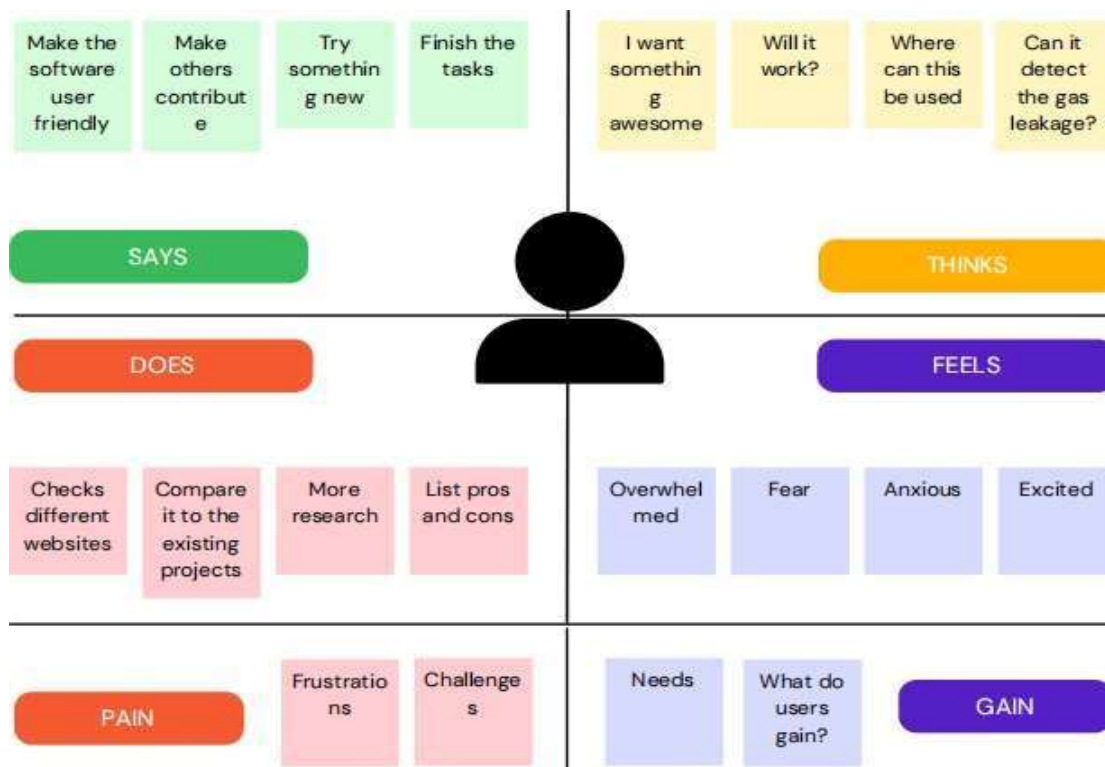 Make the
software
user
friendly
Make
others
contribut
e
Try
somethin
g new
Finish the
tasks
I want
somethin
g
awesome
Will it
work?
Where
can this
be used
Can it
detect
the gas
leakage?
SAYS
THINKS
DOES
FEELS
Checks
different
websites
Compare
it to the
existing
projects
More
research
List pros
and cons
Overwhel
med
Fear
Anxious
Excited
PAIN
Frustratio
ns
Challenge
s
Needs
What do
users
gain?
GAIN